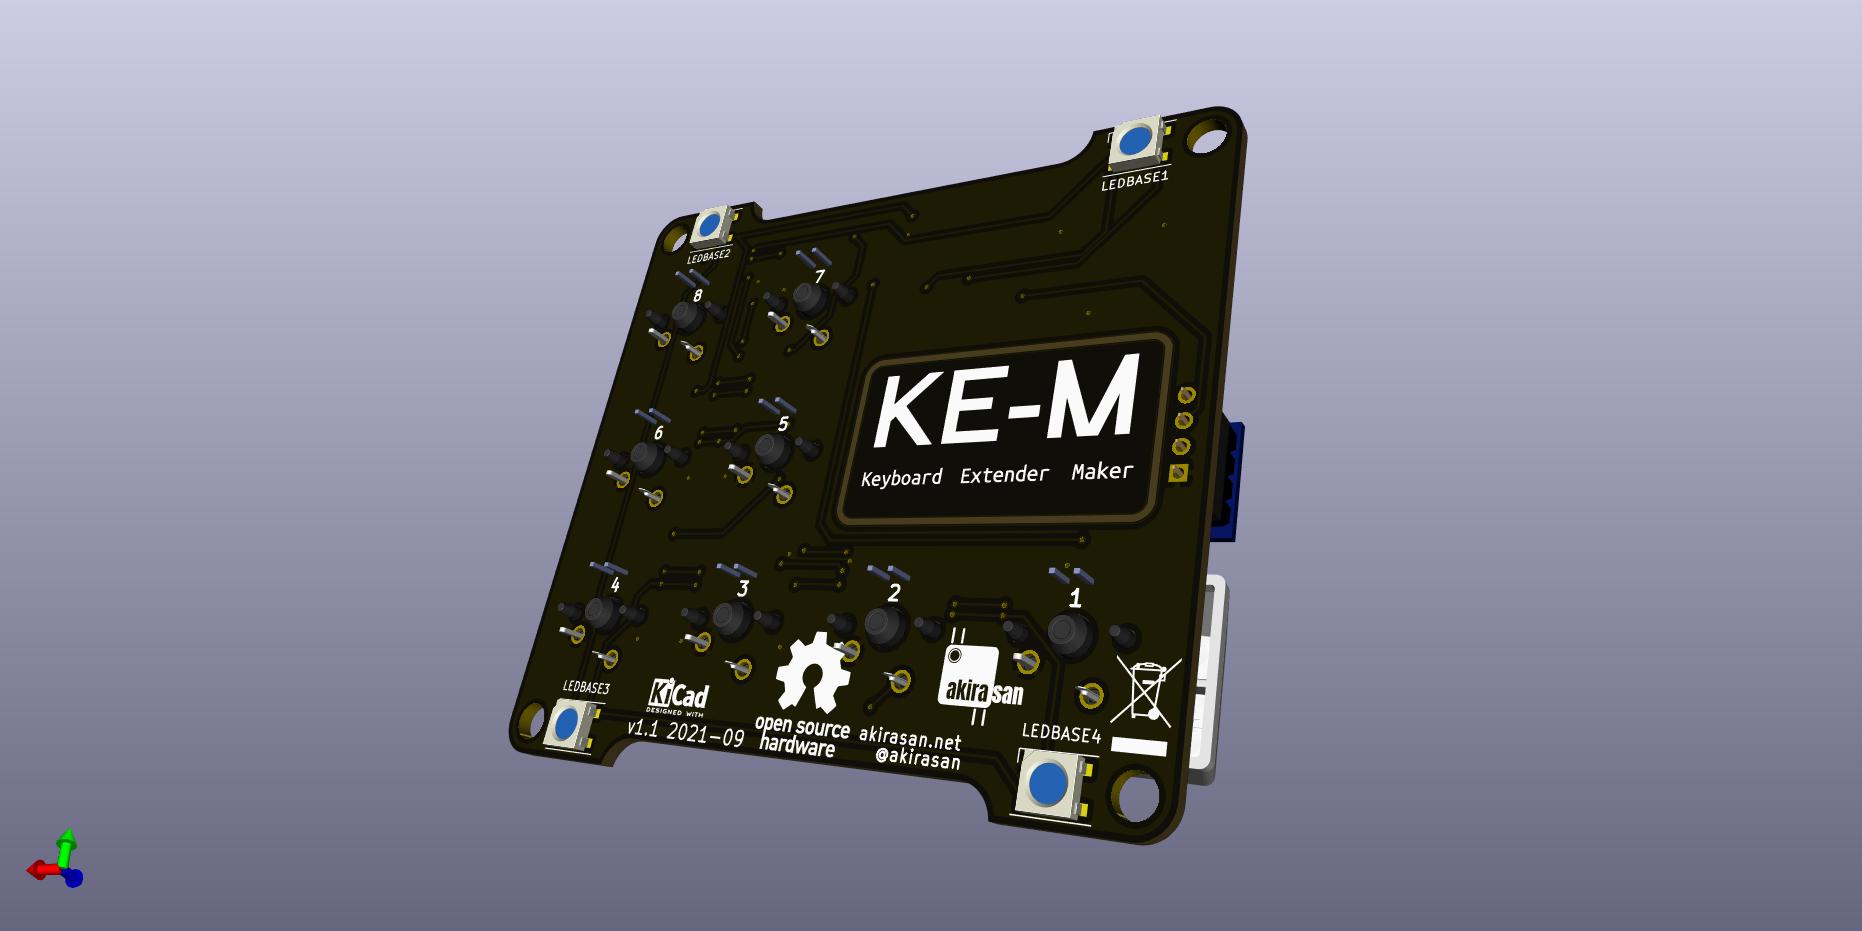 LEDBASE1
LEDBASE2
7
8
KE-M
Keyboard Extender Maker
5
6
4
3
2
1
LEDBASE3
KiCad
DESIGNED WITH
v1.1 2021-09
open source
hardware
akirasan
akirasan.net
@akirasan
LEDBASE4